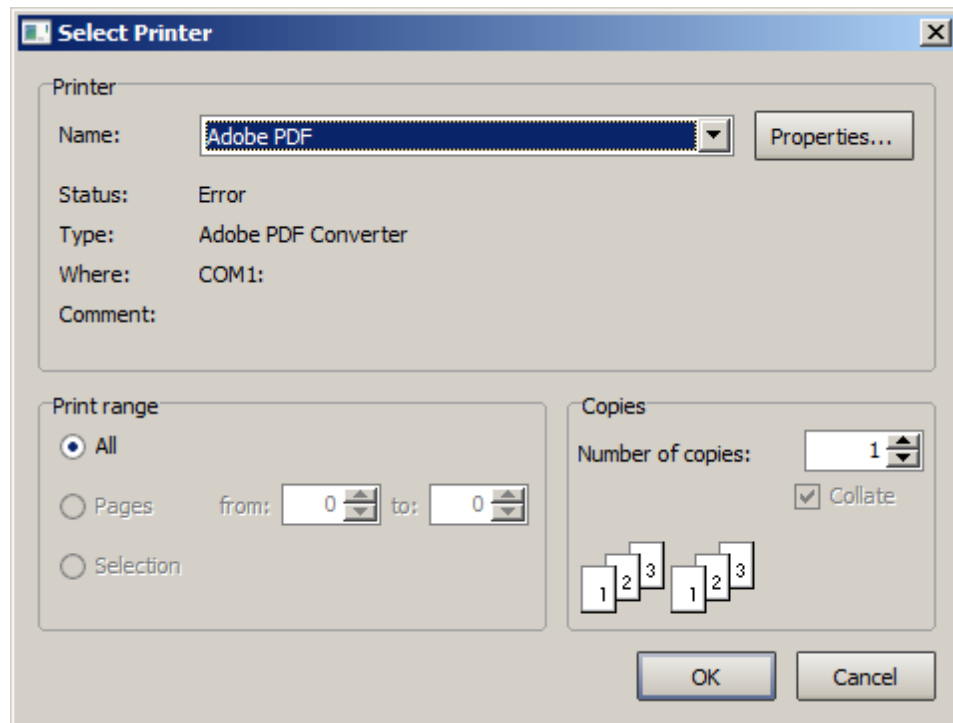 Select Printer
Printer
Name: Adobe PDF Properties...
Status: Error
Type: Adobe PDF Converter
Where: COM1:
Comment:
Print range
All
Pages from: 0 to: 0
Selection
Copies
Number of copies: 1
Collate
1 2 3 1 2 3
OK Cancel